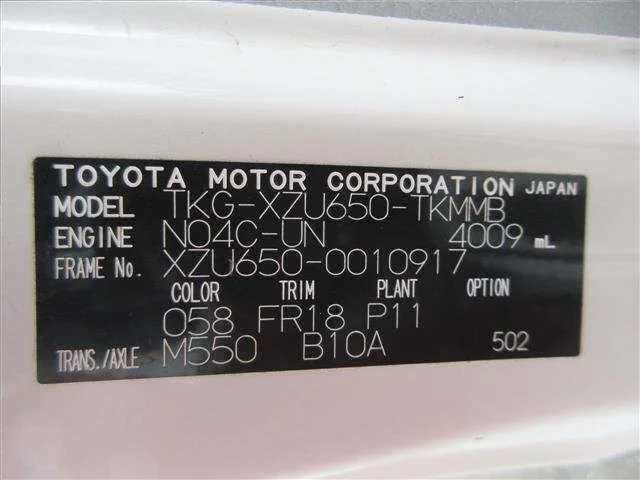 TOYOTA MOTOR CORPORATION JAPAN
MODEL TKG-XZU650-TKMMB
ENGINE N04C-UN 4009 mL
FRAME No. XZU650-0010917
COLOR TRIM PLANT OPTION
058 FR18 P11
TRANS./AXLE M550 B10A 502